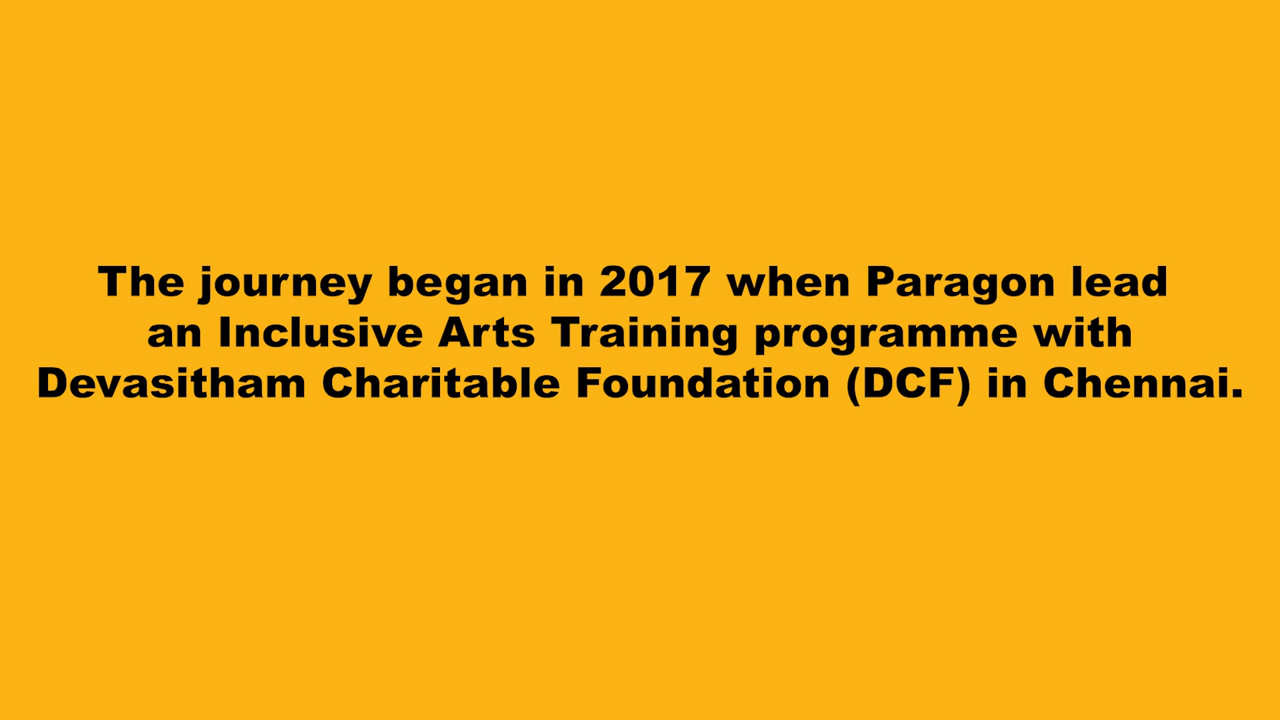 The journey began in 2017 when Paragon lead
an Inclusive Arts Training programme with
Devasitham Charitable Foundation (DCF) in Chennai.